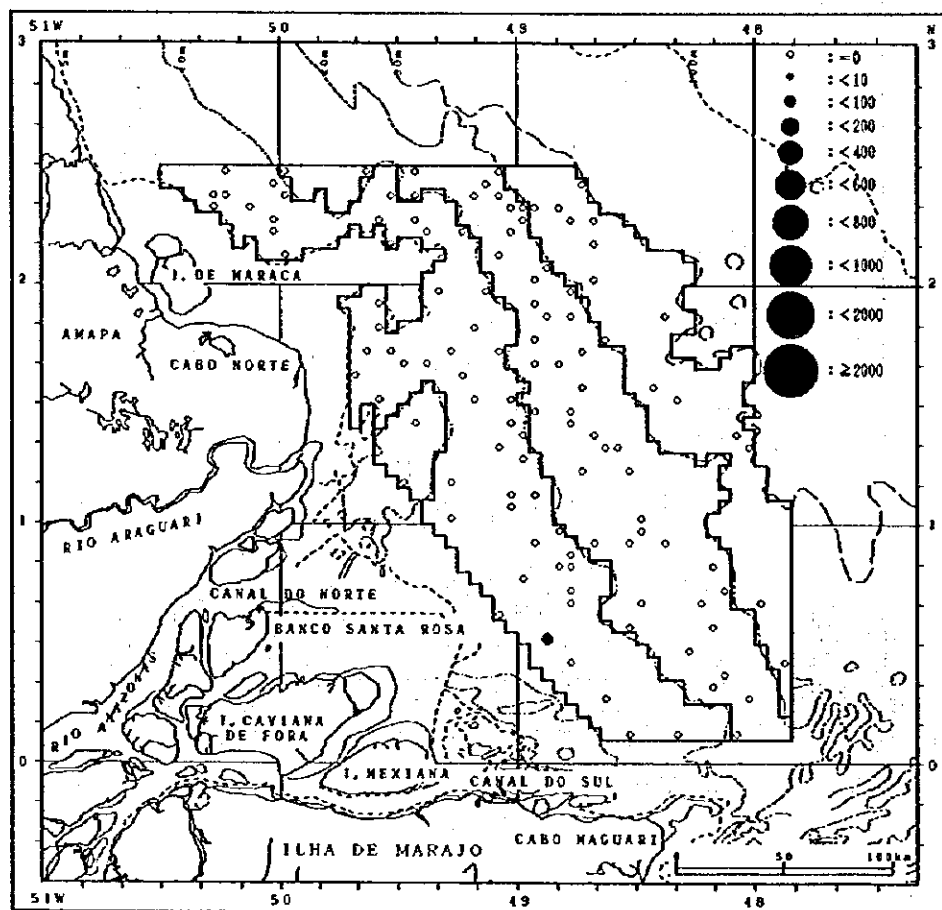 51W 50 49 48 N
3 3
:=0
:<10
:<100
:<200
:<400
:<600
:<800
:<1000
:<2000
:≥2000
I. DE MARACA
2 2
AMAPA
CABO NORTE
1 1
RIO ARAGUARI
CANAL DO NORTE
BANCO SANTA ROSA
RIO AMAZONAS
I. CAVIANA
DE FORA
0 0
I. MEXIANA
CANAL DO SUL
CABO MAGUARI
ILHA DE MARAJO
0 50 100km
51W 50 49 48